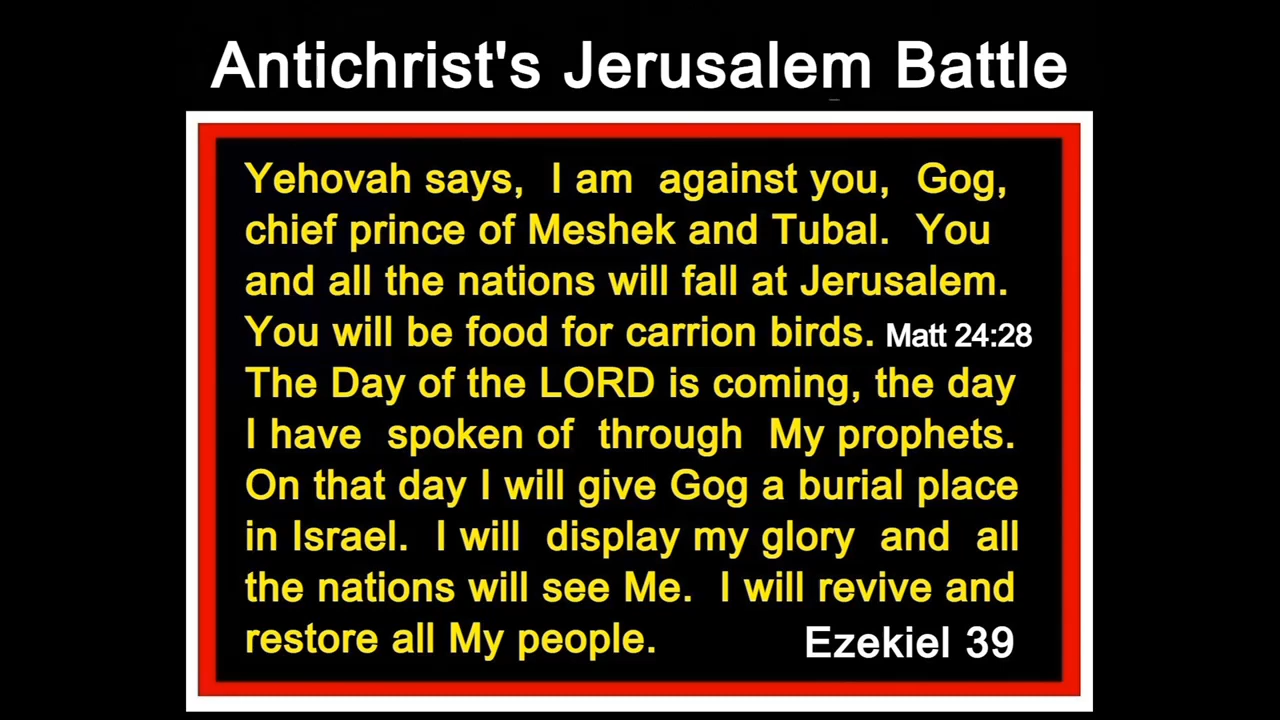 Antichrist's Jerusalem Battle
Yehovah says, I am against you, Gog,
chief prince of Meshek and Tubal. You
and all the nations will fall at Jerusalem.
You will be food for carrion birds. Matt 24:28
The Day of the LORD is coming, the day
I have spoken of through My prophets.
On that day I will give Gog a burial place
in Israel. I will display my glory and all
the nations will see Me. I will revive and
restore all My people. Ezekiel 39